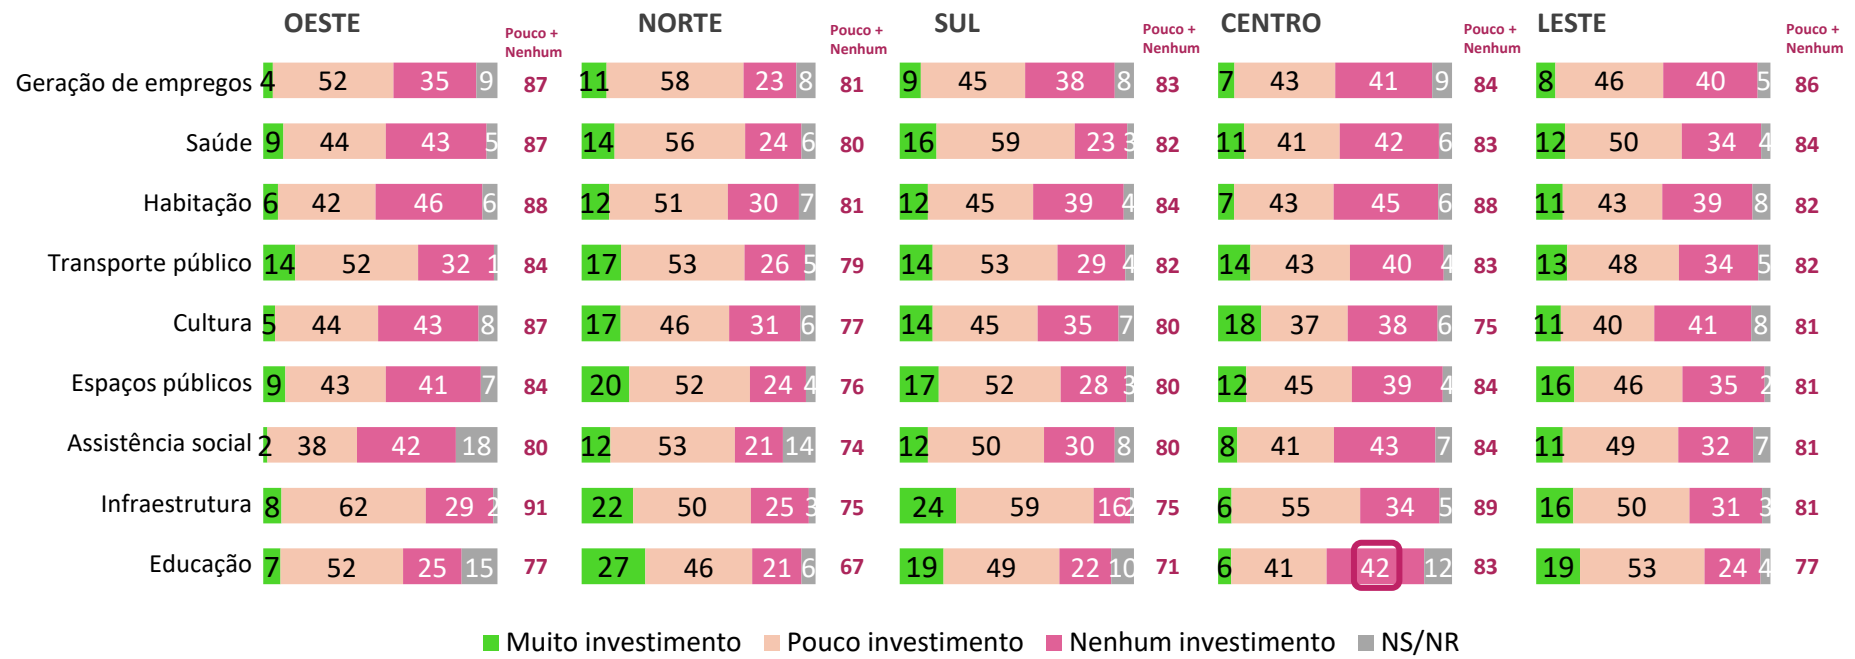 OESTE Pouco + Nenhum NORTE Pouco + Nenhum SUL Pouco + Nenhum CENTRO Pouco + Nenhum LESTE Pouco + Nenhum
Geração de empregos 4 52 35 9 87 11 58 23 8 81 9 45 38 8 83 7 43 41 9 84 8 46 40 5 86
Saúde 9 44 43 5 87 14 56 24 6 80 16 59 23 3 82 11 41 42 6 83 12 50 34 4 84
Habitação 6 42 46 6 88 12 51 30 7 81 12 45 39 4 84 7 43 45 6 88 11 43 39 8 82
Transporte público 14 52 32 1 84 17 53 26 5 79 14 53 29 4 82 14 43 40 4 83 13 48 34 5 82
Cultura 5 44 43 8 87 17 46 31 6 77 14 45 35 7 80 18 37 38 6 75 11 40 41 8 81
Espaços públicos 9 43 41 7 84 20 52 24 4 76 17 52 28 3 80 12 45 39 4 84 16 46 35 2 81
Assistência social 2 38 42 18 80 12 53 21 14 74 12 50 30 8 80 8 41 43 7 84 11 49 32 7 81
Infraestrutura 8 62 29 2 91 22 50 25 3 75 24 59 16 2 75 6 55 34 5 89 16 50 31 3 81
Educação 7 52 25 15 77 27 46 21 6 67 19 49 22 10 71 6 41 42 12 83 19 53 24 4 77
Muito investimento Pouco investimento Nenhum investimento NS/NR